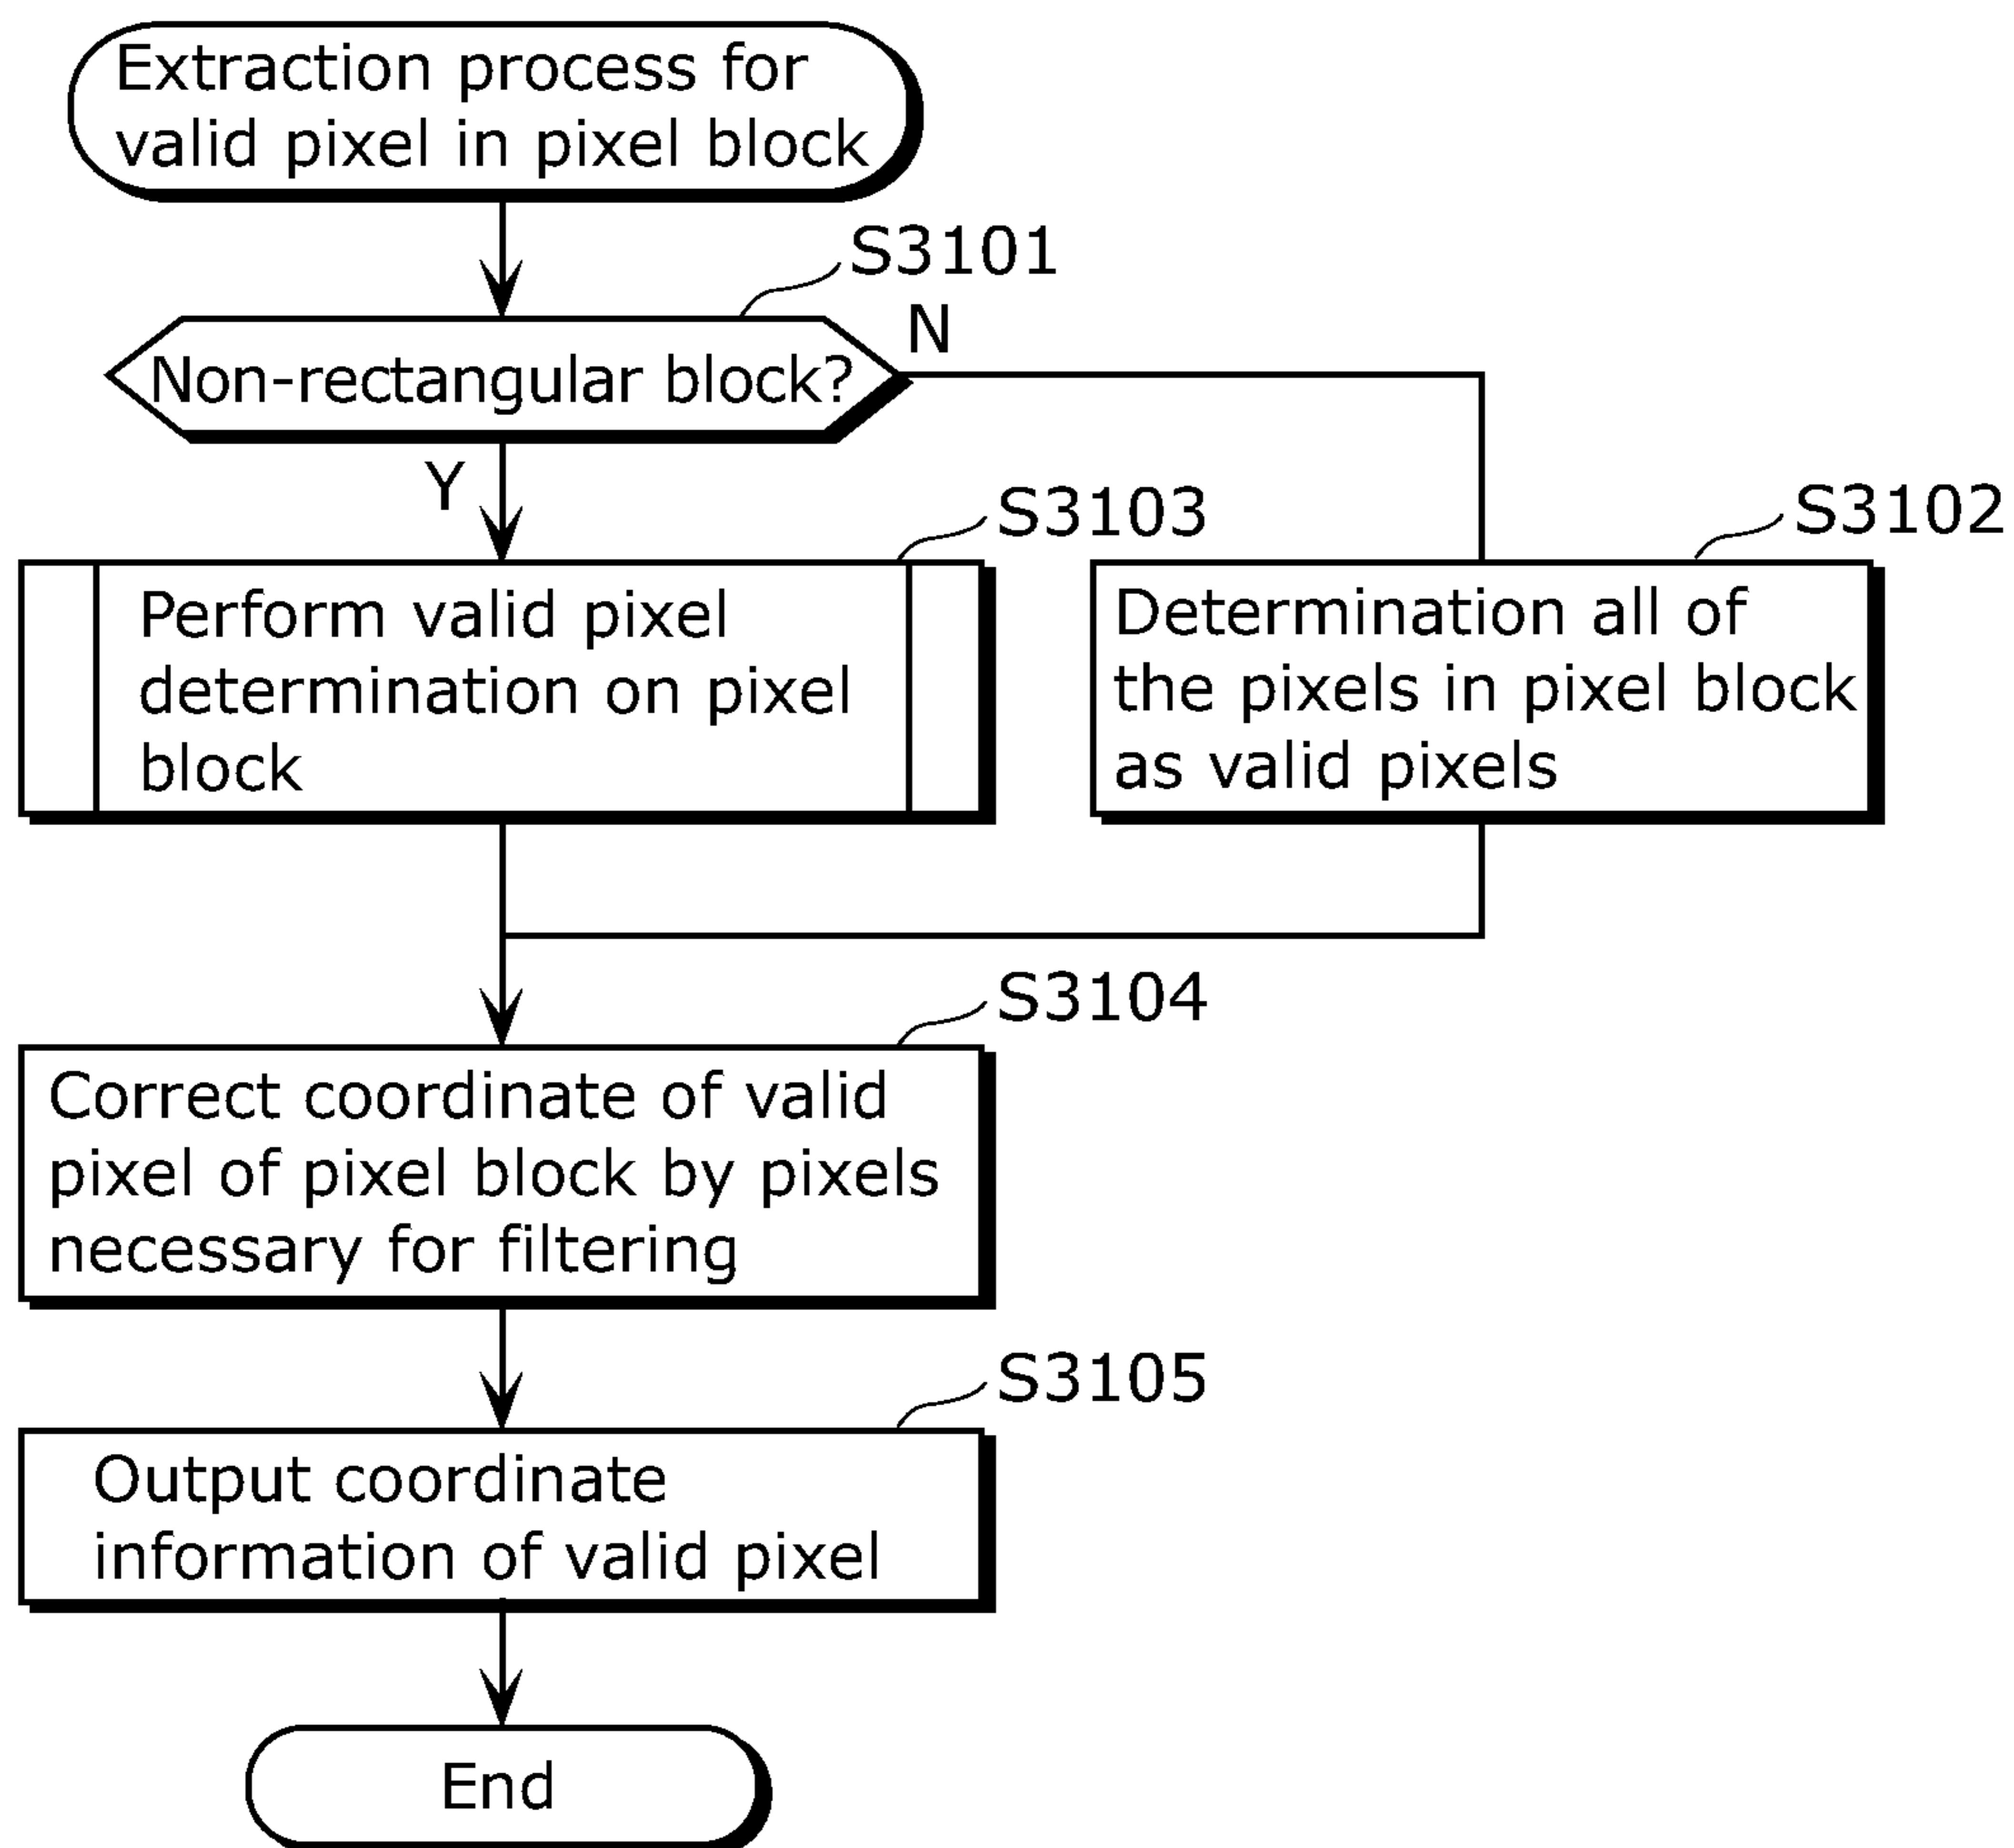 Extraction process for
valid pixel in pixel block
S3101
N
Non-rectangular block?
Y
S3103
Perform valid pixel
determination on pixel
block
S3102
Determination all of
the pixels in pixel block
as valid pixels
S3104
Correct coordinate of valid
pixel of pixel block by pixels
necessary for filtering
S3105
Output coordinate
information of valid pixel
End